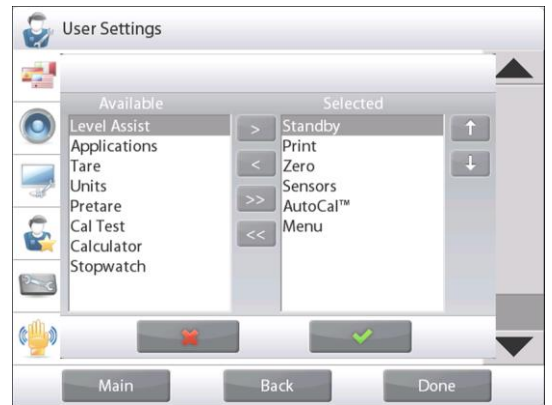 User Settings
Available
Selected
Level Assist
Applications
Tare
Units
Pretare
Cal Test
Calculator
Stopwatch
>
<
>>
<<
Standby
Print
Zero
Sensors
AutoCal™
Menu
↑
↓
Main
Back
Done